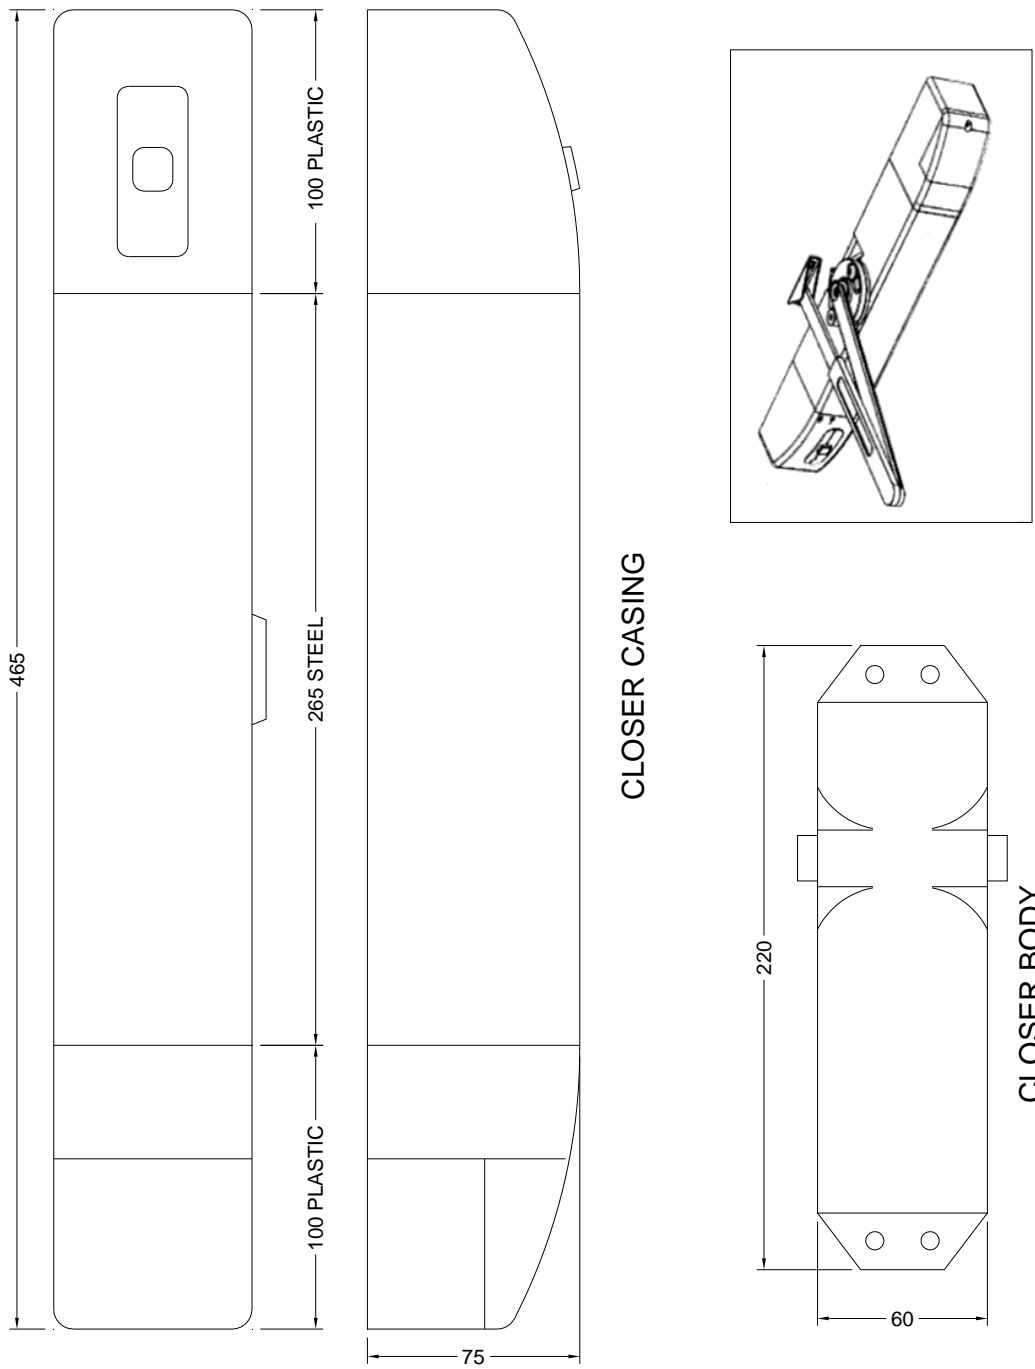 465
100 PLASTIC
265 STEEL
100 PLASTIC
75
CLOSER CASING
220
60
CLOSER BODY